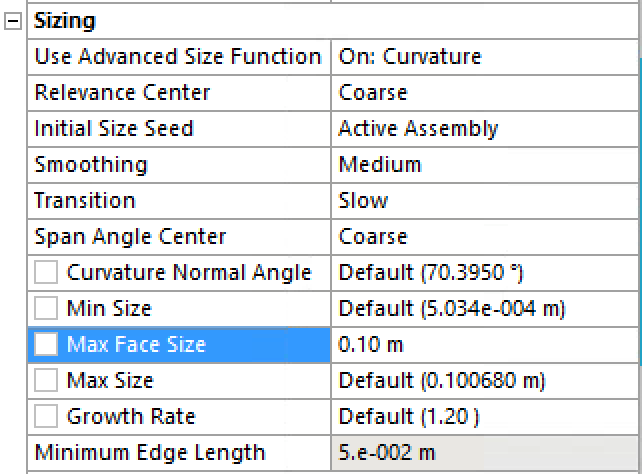 Sizing
Use Advanced Size Function On: Curvature
Relevance Center Coarse
Initial Size Seed Active Assembly
Smoothing Medium
Transition Slow
Span Angle Center Coarse
Curvature Normal Angle Default (70.3950 °)
Min Size Default (5.034e-004 m)
Max Face Size 0.10 m
Max Size Default (0.100680 m)
Growth Rate Default (1.20 )
Minimum Edge Length 5.e-002 m